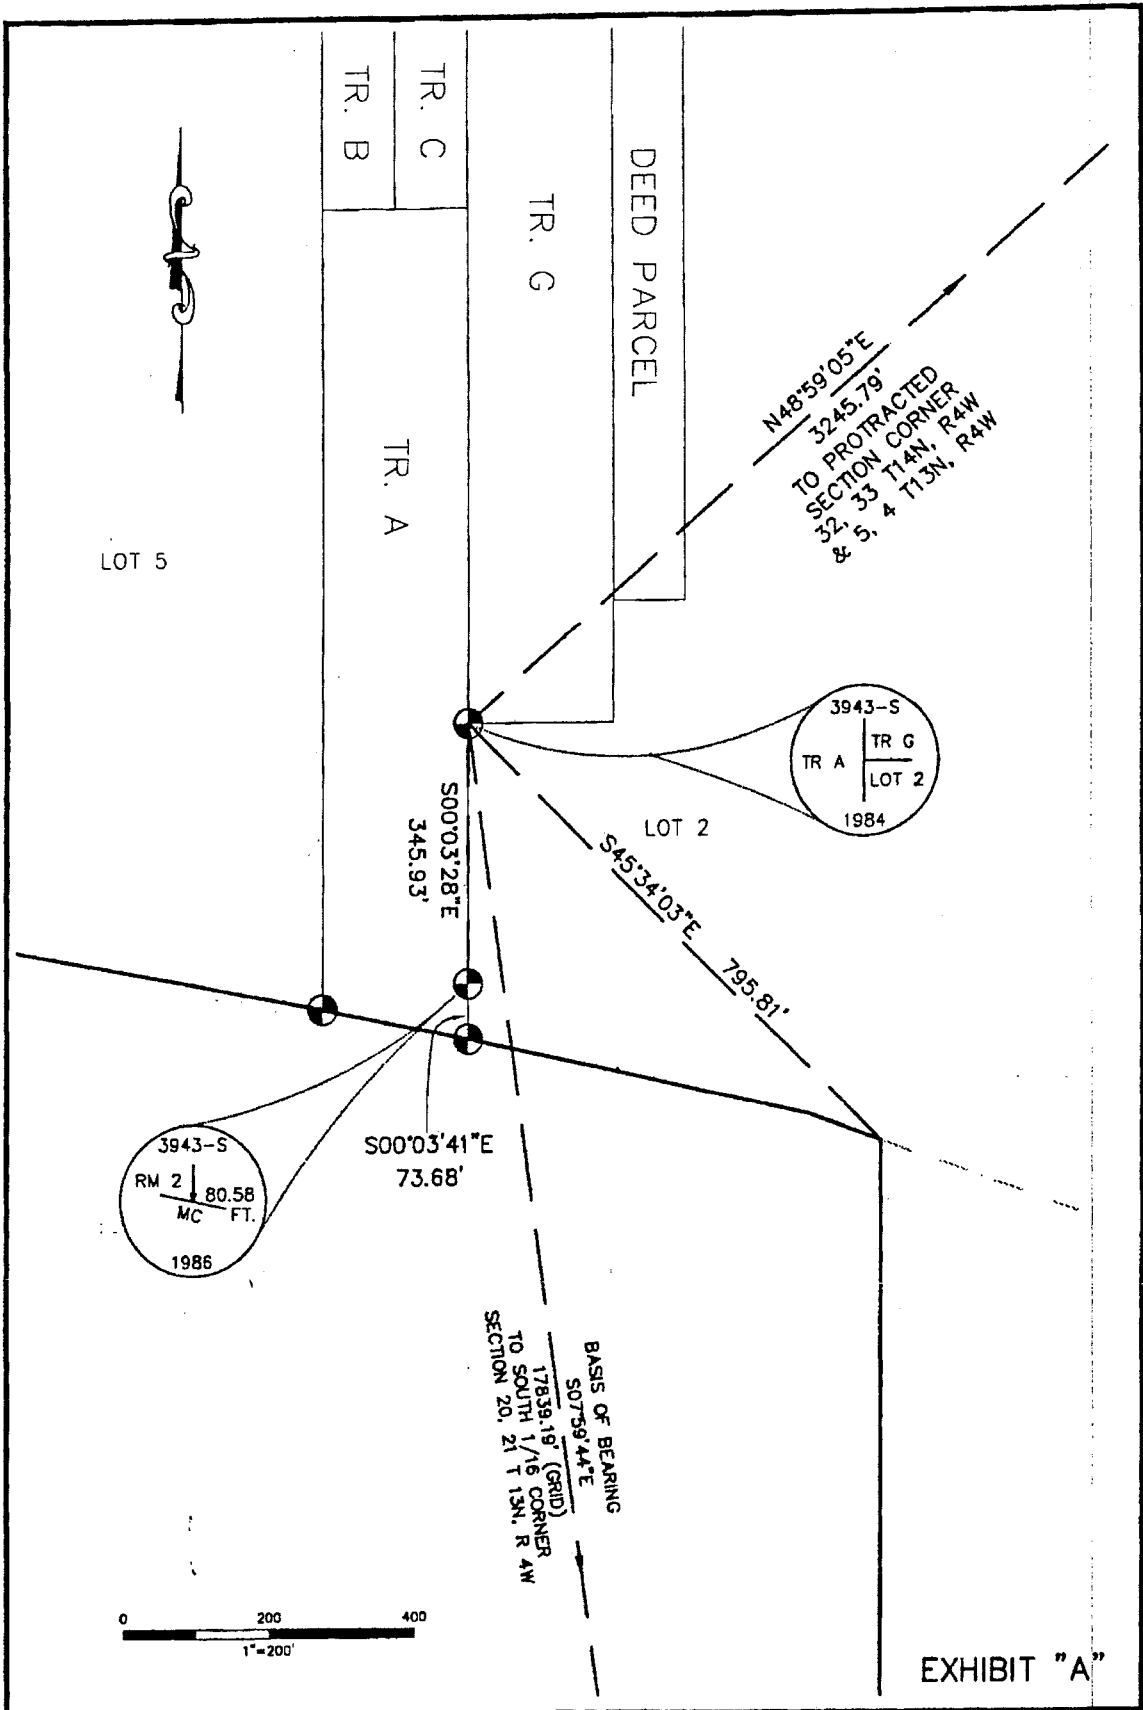 TR. B
TR. C
TR. G
DEED PARCEL
TR. A
LOT 5
N48°59'05"E
3245.79'
TO PROTRACTED
SECTION CORNER
32, 33 T14N, R4W
& 5, 4 T13N, R4W
3943-S
TR A
TR G
LOT 2
1984
LOT 2
S00°03'28"E
345.93'
S45°34'03"E 795.81'
S00°03'41"E
73.68'
3943-S
RM 2
80.58
MC FT.
1986
BASIS OF BEARING
S07°59'44"E
17839.19' (GRID)
TO SOUTH 1/16 CORNER
SECTION 20, 21 T 13N, R 4W
0 200 400
1"=200'
EXHIBIT "A"